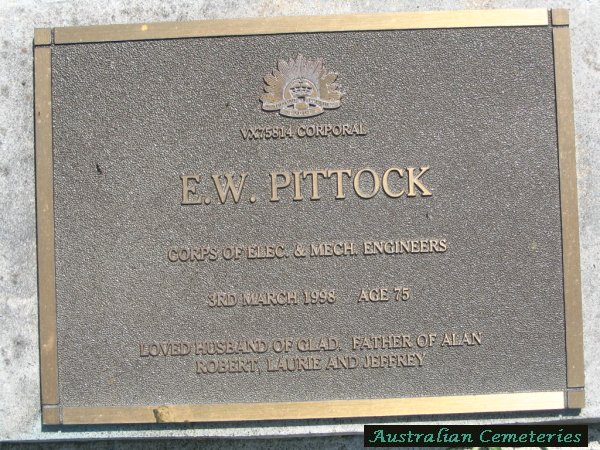 VX75814 CORPORAL
E.W. PITTOCK
CORPS OF ELEC. & MECH. ENGINEERS
3RD MARCH 1998 AGE 75
LOVED HUSBAND OF GLAD, FATHER OF ALAN
ROBERT, LAURIE AND JEFFREY
Australian Cemeteries